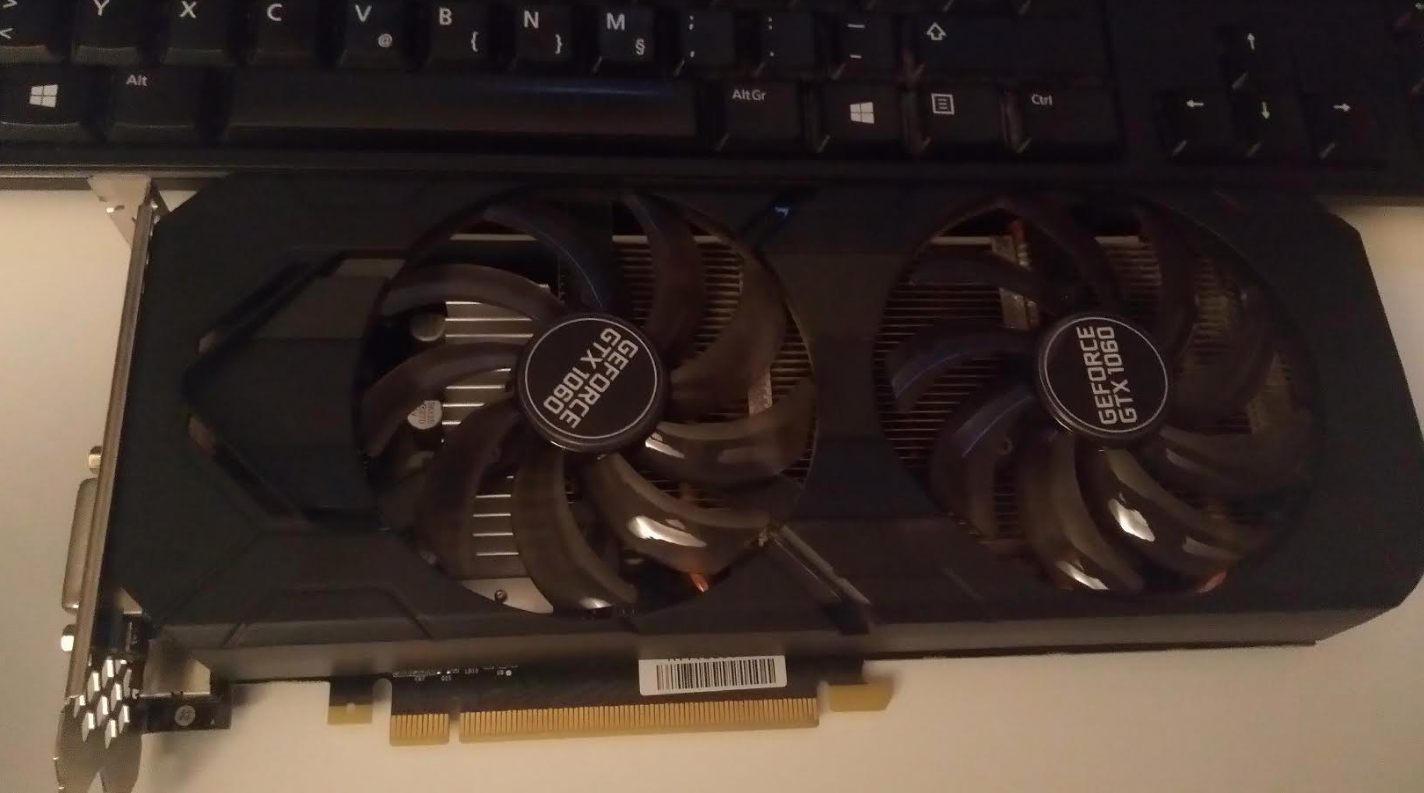 > Y X C V B N M ; : _
< @ { } § , . -
Alt Alt Gr Ctrl
GEFORCE
GTX 1060
GEFORCE
GTX 1060